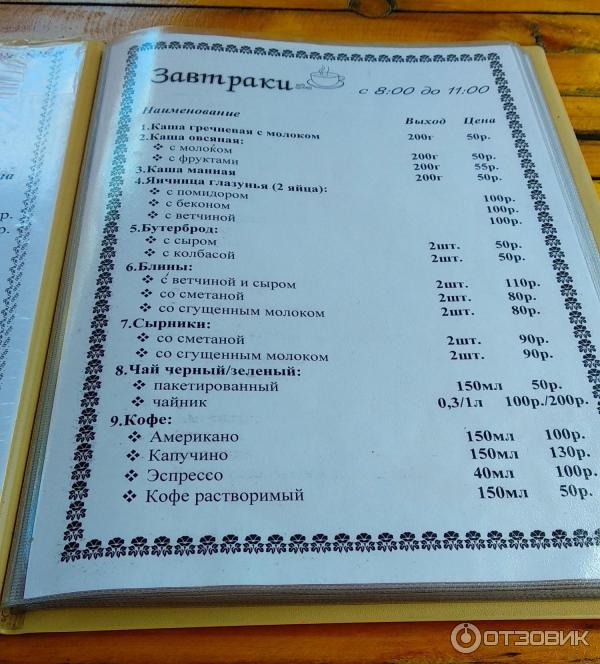 Завтраки с 8:00 до 11:00
Наименование Выход Цена
1.Каша гречневая с молоком 200г 50р.
2.Каша овсяная:
❖ с молоком 200г 50р.
❖ с фруктами 200г 55р.
3.Каша манная 200г 50р.
4.Яичница глазунья (2 яйца):
❖ с помидором 100р.
❖ с беконом 100р.
❖ с ветчиной 100р.
5.Бутерброд:
❖ с сыром 2шт. 50р.
❖ с колбасой 2шт. 50р.
6.Блины:
❖ с ветчиной и сыром 2шт. 110р.
❖ со сметаной 2шт. 80р.
❖ со сгущенным молоком 2шт. 80р.
7.Сырники:
❖ со сметаной 2шт. 90р.
❖ со сгущенным молоком 2шт. 90р.
8.Чай черный/зеленый:
❖ пакетированный 150мл 50р.
❖ чайник 0,3/1л 100р./200р.
9.Кофе:
❖ Американо 150мл 100р.
❖ Капучино 150мл 130р.
❖ Эспрессо 40мл 100р.
❖ Кофе растворимый 150мл 50р.
ОТЗОВИК